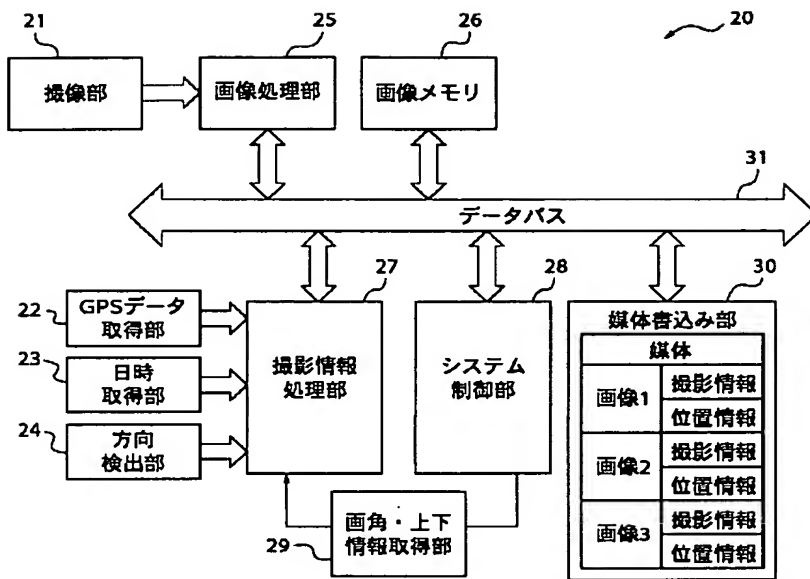 21
25
26
20
撮像部
画像処理部
画像メモリ
31
データバス
22
GPSデータ
取得部
23
日時
取得部
24
方向
検出部
27
撮影情報
処理部
28
システム
制御部
29
画角・上下
情報取得部
30
媒体書込み部
媒体
画像1
撮影情報
位置情報
画像2
撮影情報
位置情報
画像3
撮影情報
位置情報